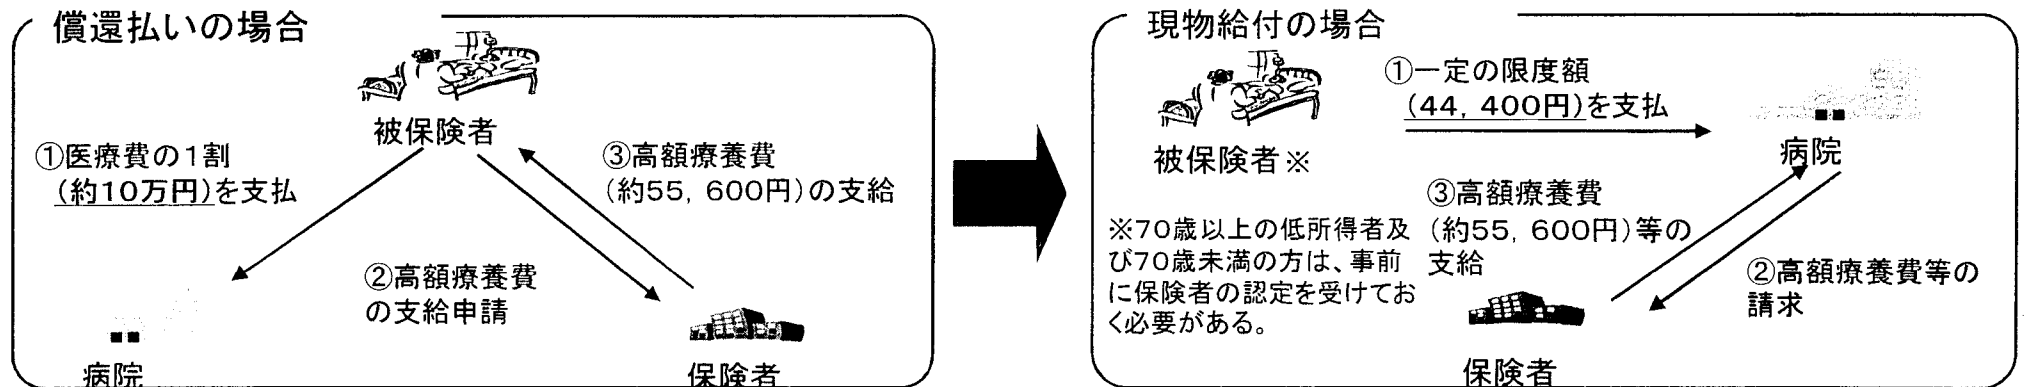 償還払いの場合
被保険者
①医療費の1割
(約10万円)を支払
③高額療養費
(約55, 600円)の支給
②高額療養費
の支給申請
病院
保険者
現物給付の場合
①一定の限度額
(44, 400円)を支払
被保険者※
病院
③高額療養費
(約55, 600円)等の
支給
※70歳以上の低所得者及
び70歳未満の方は、事前
に保険者の認定を受けてお
く必要がある。
②高額療養費等の
請求
保険者